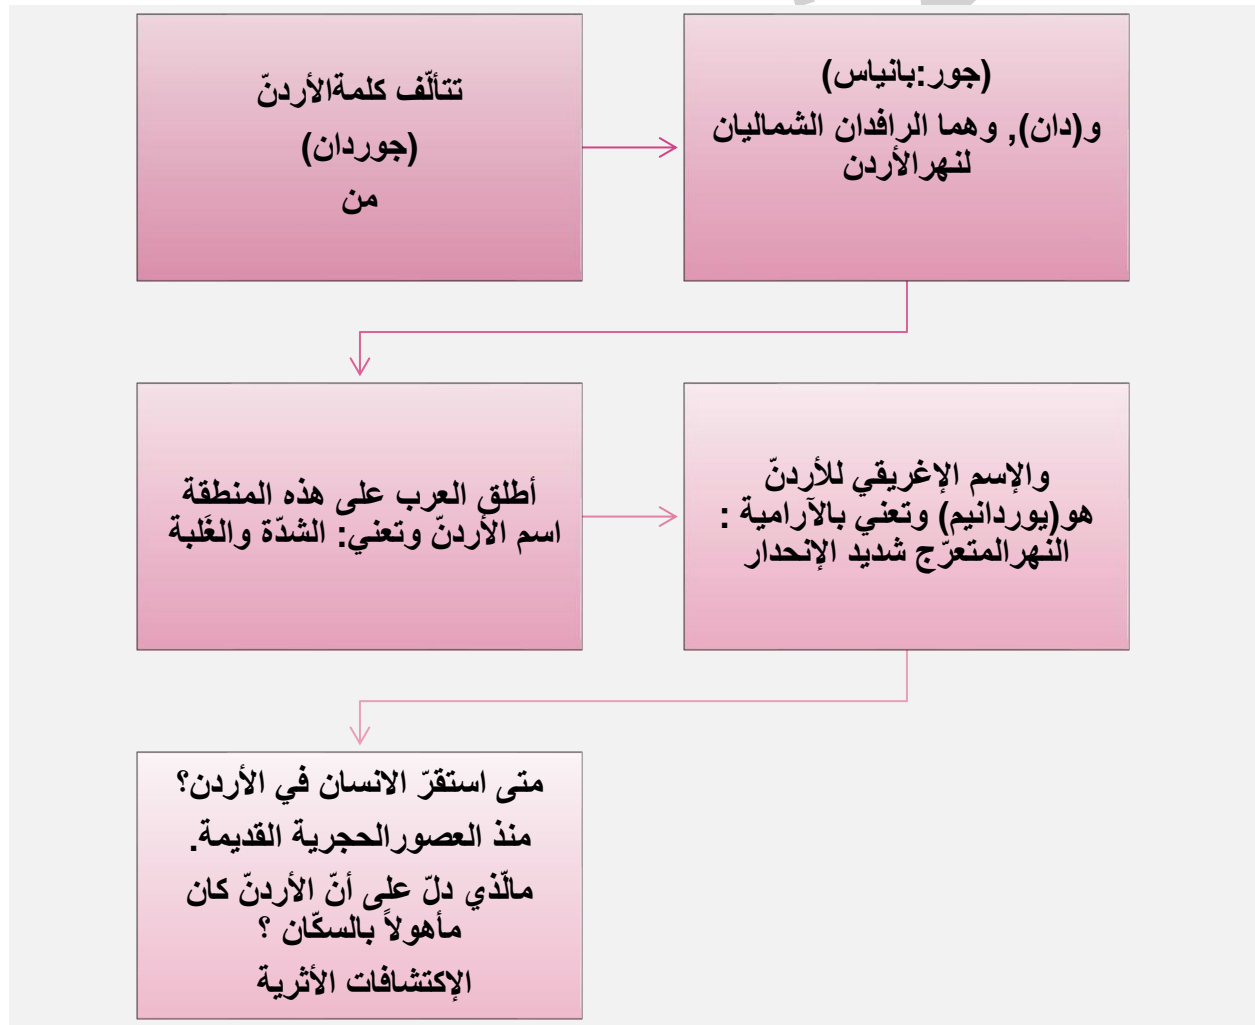 تتألّف كلمةالأردنّ
(جوردان)
من
(جور:بانياس)
و(دان), وهما الرافدان الشماليان
لنهرالأردن
أطلق العرب على هذه المنطقة
اسم الأردنّ وتعني: الشدّة والغَلبة
والإسم الإغريقي للأردنّ
هو(يوردانيم) وتعني بالآرامية :
النهرالمتعرّج شديد الإنحدار
متى استقرّ الانسان في الأردن؟
منذ العصورالحجرية القديمة.
مالّذي دلّ على أنّ الأردنّ كان
مأهولاً بالسكّان ؟
الإكتشافات الأثرية